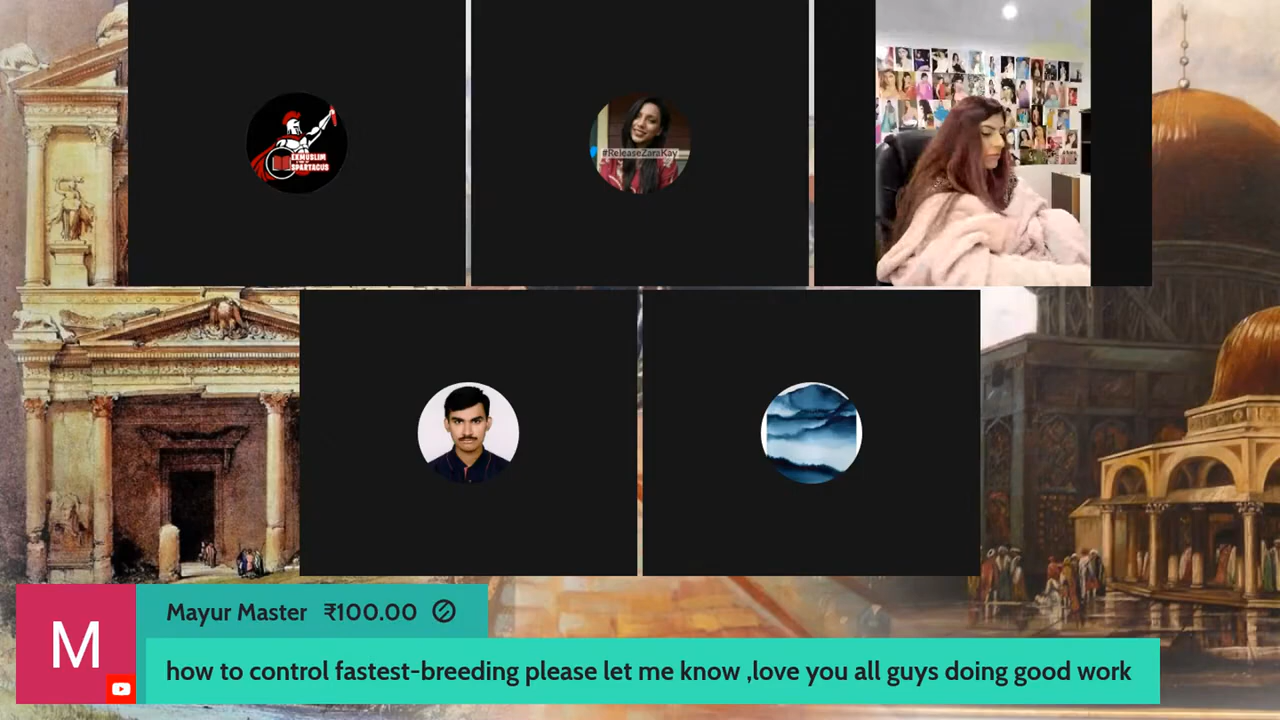 EXMUSLIM
SPARTACUS
#ReleaseZaraKay
M
Mayur Master ₹100.00
how to control fastest-breeding please let me know ,love you all guys doing good work